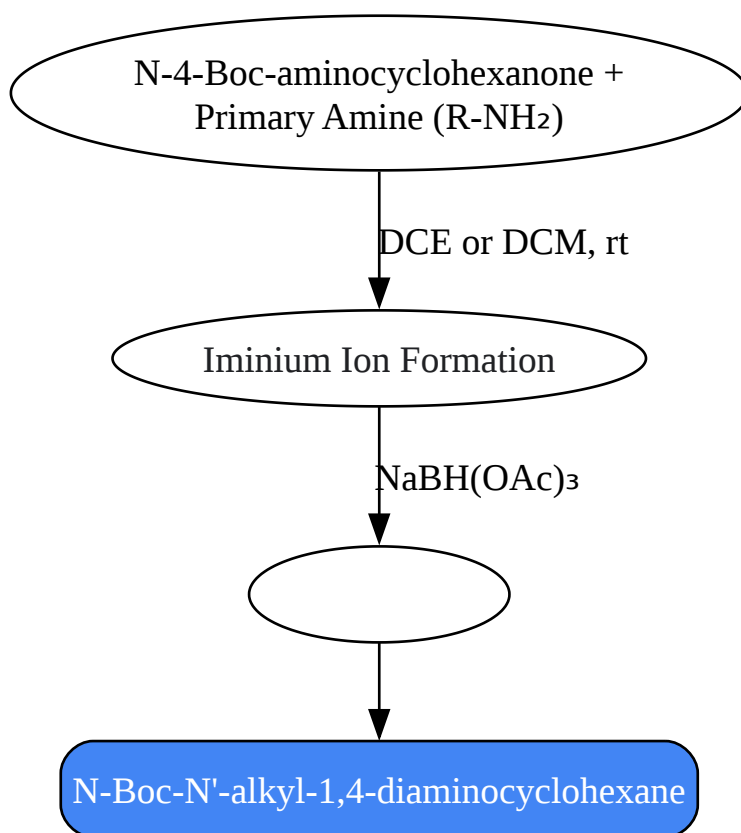 N-4-Boc-aminocyclohexanone +
Primary Amine (R-NH₂)
DCE or DCM, rt
Iminium Ion Formation
NaBH(OAc)₃
N-Boc-N'-alkyl-1,4-diaminocyclohexane